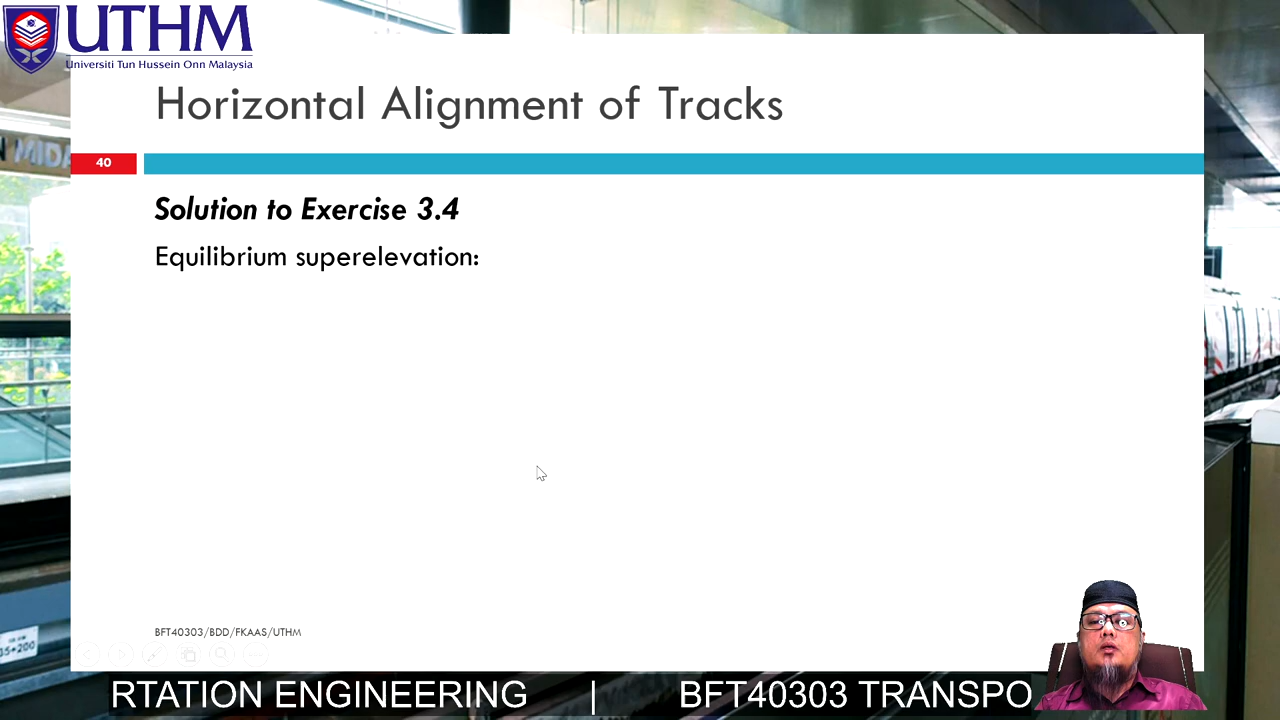 UTHM
Universiti Tun Hussein Onn Malaysia
Horizontal Alignment of Tracks
40
Solution to Exercise 3.4
Equilibrium superelevation:
BFT40303/BDD/FKAAS/UTHM
RTATION ENGINEERING | BFT40303 TRANSPO